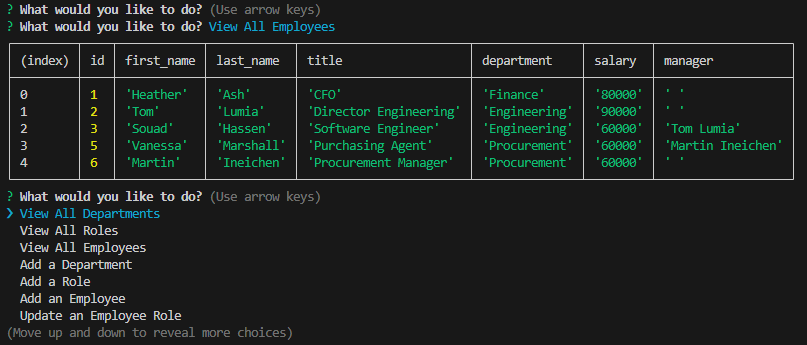 ? What would you like to do? (Use arrow keys)
? What would you like to do? View All Employees
(index) id first_name last_name title department salary manager
0 1 'Heather' 'Ash' 'CFO' 'Finance' '80000' ' '
1 2 'Tom' 'Lumia' 'Director Engineering' 'Engineering' '90000' ' '
2 3 'Souad' 'Hassen' 'Software Engineer' 'Engineering' '60000' 'Tom Lumia'
3 5 'Vanessa' 'Marshall' 'Purchasing Agent' 'Procurement' '60000' 'Martin Ineichen'
4 6 'Martin' 'Ineichen' 'Procurement Manager' 'Procurement' '60000' ' '
? What would you like to do? (Use arrow keys)
❯ View All Departments
View All Roles
View All Employees
Add a Department
Add a Role
Add an Employee
Update an Employee Role
(Move up and down to reveal more choices)